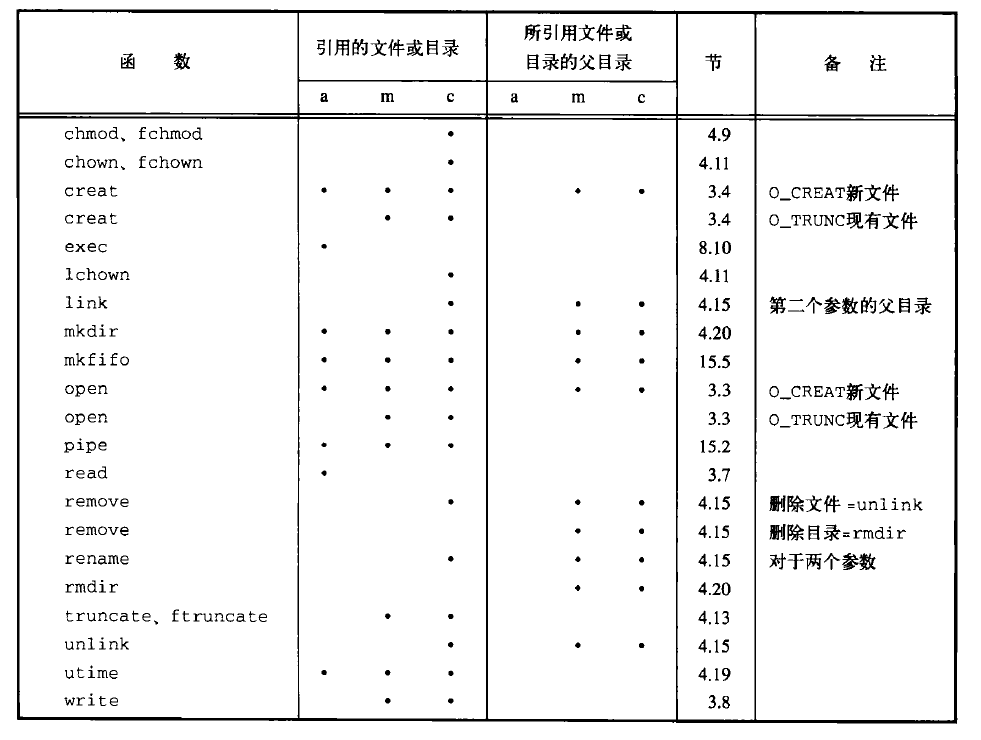 函 数 引用的文件或目录 所引用文件或 目录的父目录 节 备 注
a m c a m c
chmod、fchmod • 4.9
chown、fchown • 4.11
creat • • • • • 3.4 O_CREAT新文件
creat • • 3.4 O_TRUNC现有文件
exec • 8.10
lchown • 4.11
link • • • 4.15 第二个参数的父目录
mkdir • • • • • 4.20
mkfifo • • • • • 15.5
open • • • • • 3.3 O_CREAT新文件
open • • 3.3 O_TRUNC现有文件
pipe • • • 15.2
read • 3.7
remove • • • 4.15 删除文件 =unlink
remove • • 4.15 删除目录=rmdir
rename • • • 4.15 对于两个参数
rmdir • • 4.20
truncate、ftruncate • • 4.13
unlink • • • 4.15
utime • • • 4.19
write • • 3.8